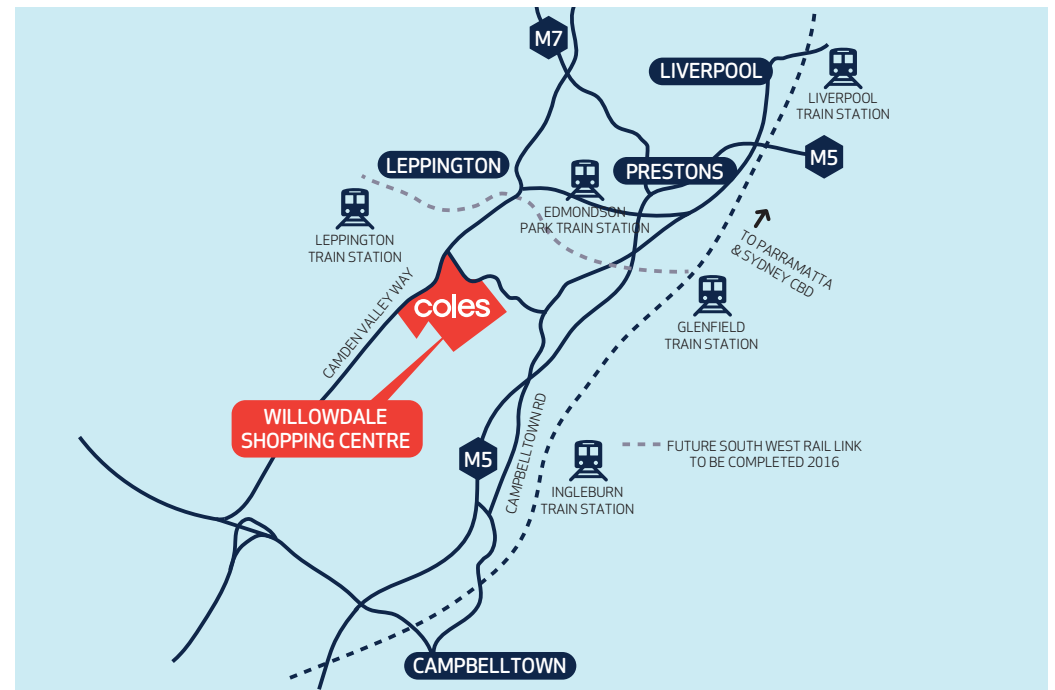 M7
LIVERPOOL
LIVERPOOL
TRAIN STATION
M5
LEPPINGTON
PRESTONS
EDMONDSON
PARK TRAIN STATION
LEPPINGTON
TRAIN STATION
TO PARRAMATTA
& SYDNEY CBD
CAMDEN VALLEY WAY
coles
GLENFIELD
TRAIN STATION
WILLOWDALE
SHOPPING CENTRE
CAMPBELLTOWN RD
M5
FUTURE SOUTH WEST RAIL LINK
TO BE COMPLETED 2016
INGLEBURN
TRAIN STATION
CAMPBELLTOWN